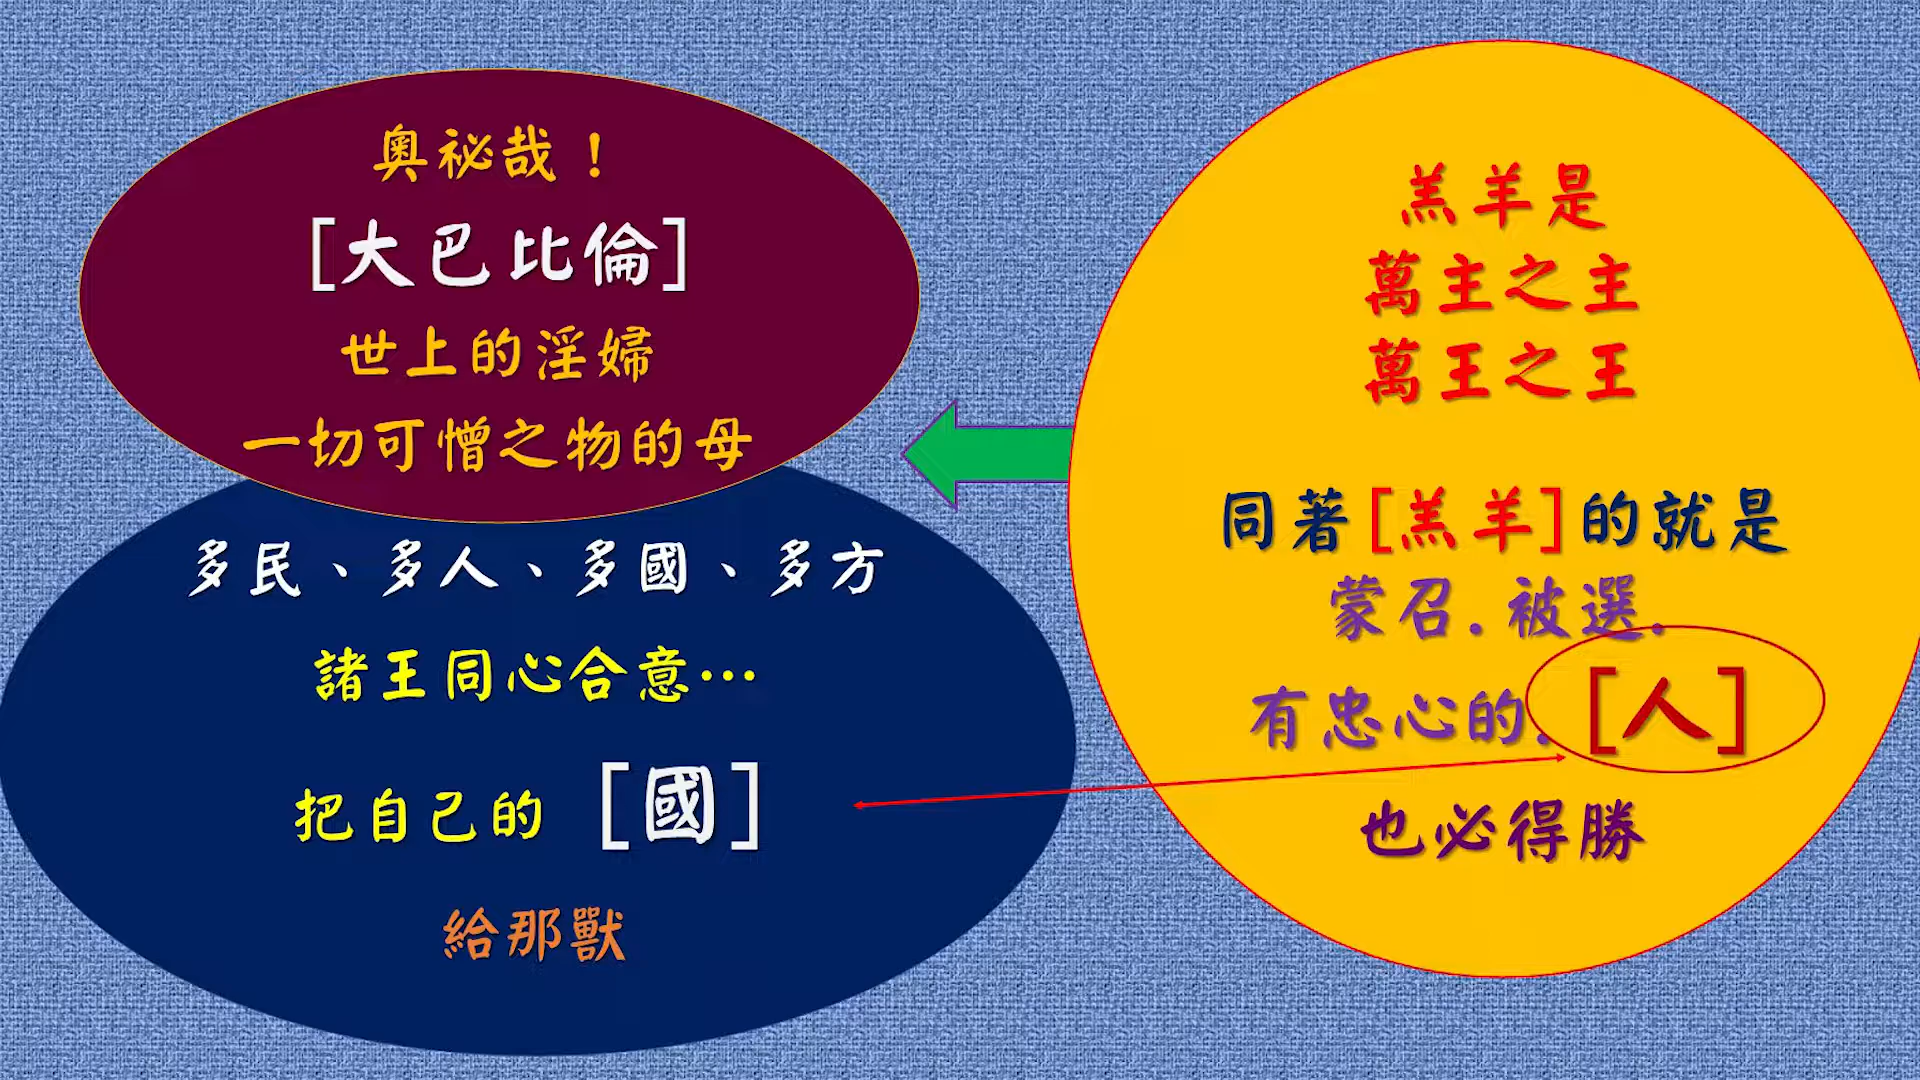 奧祕哉！
[大巴比倫]
世上的淫婦
一切可憎之物的母
多民、多人、多國、多方
諸王同心合意…
把自己的 [國]
給那獸
羔羊是
萬主之主
萬王之王
同著[羔羊]的就是
蒙召.被選.
有忠心的.[人]
也必得勝